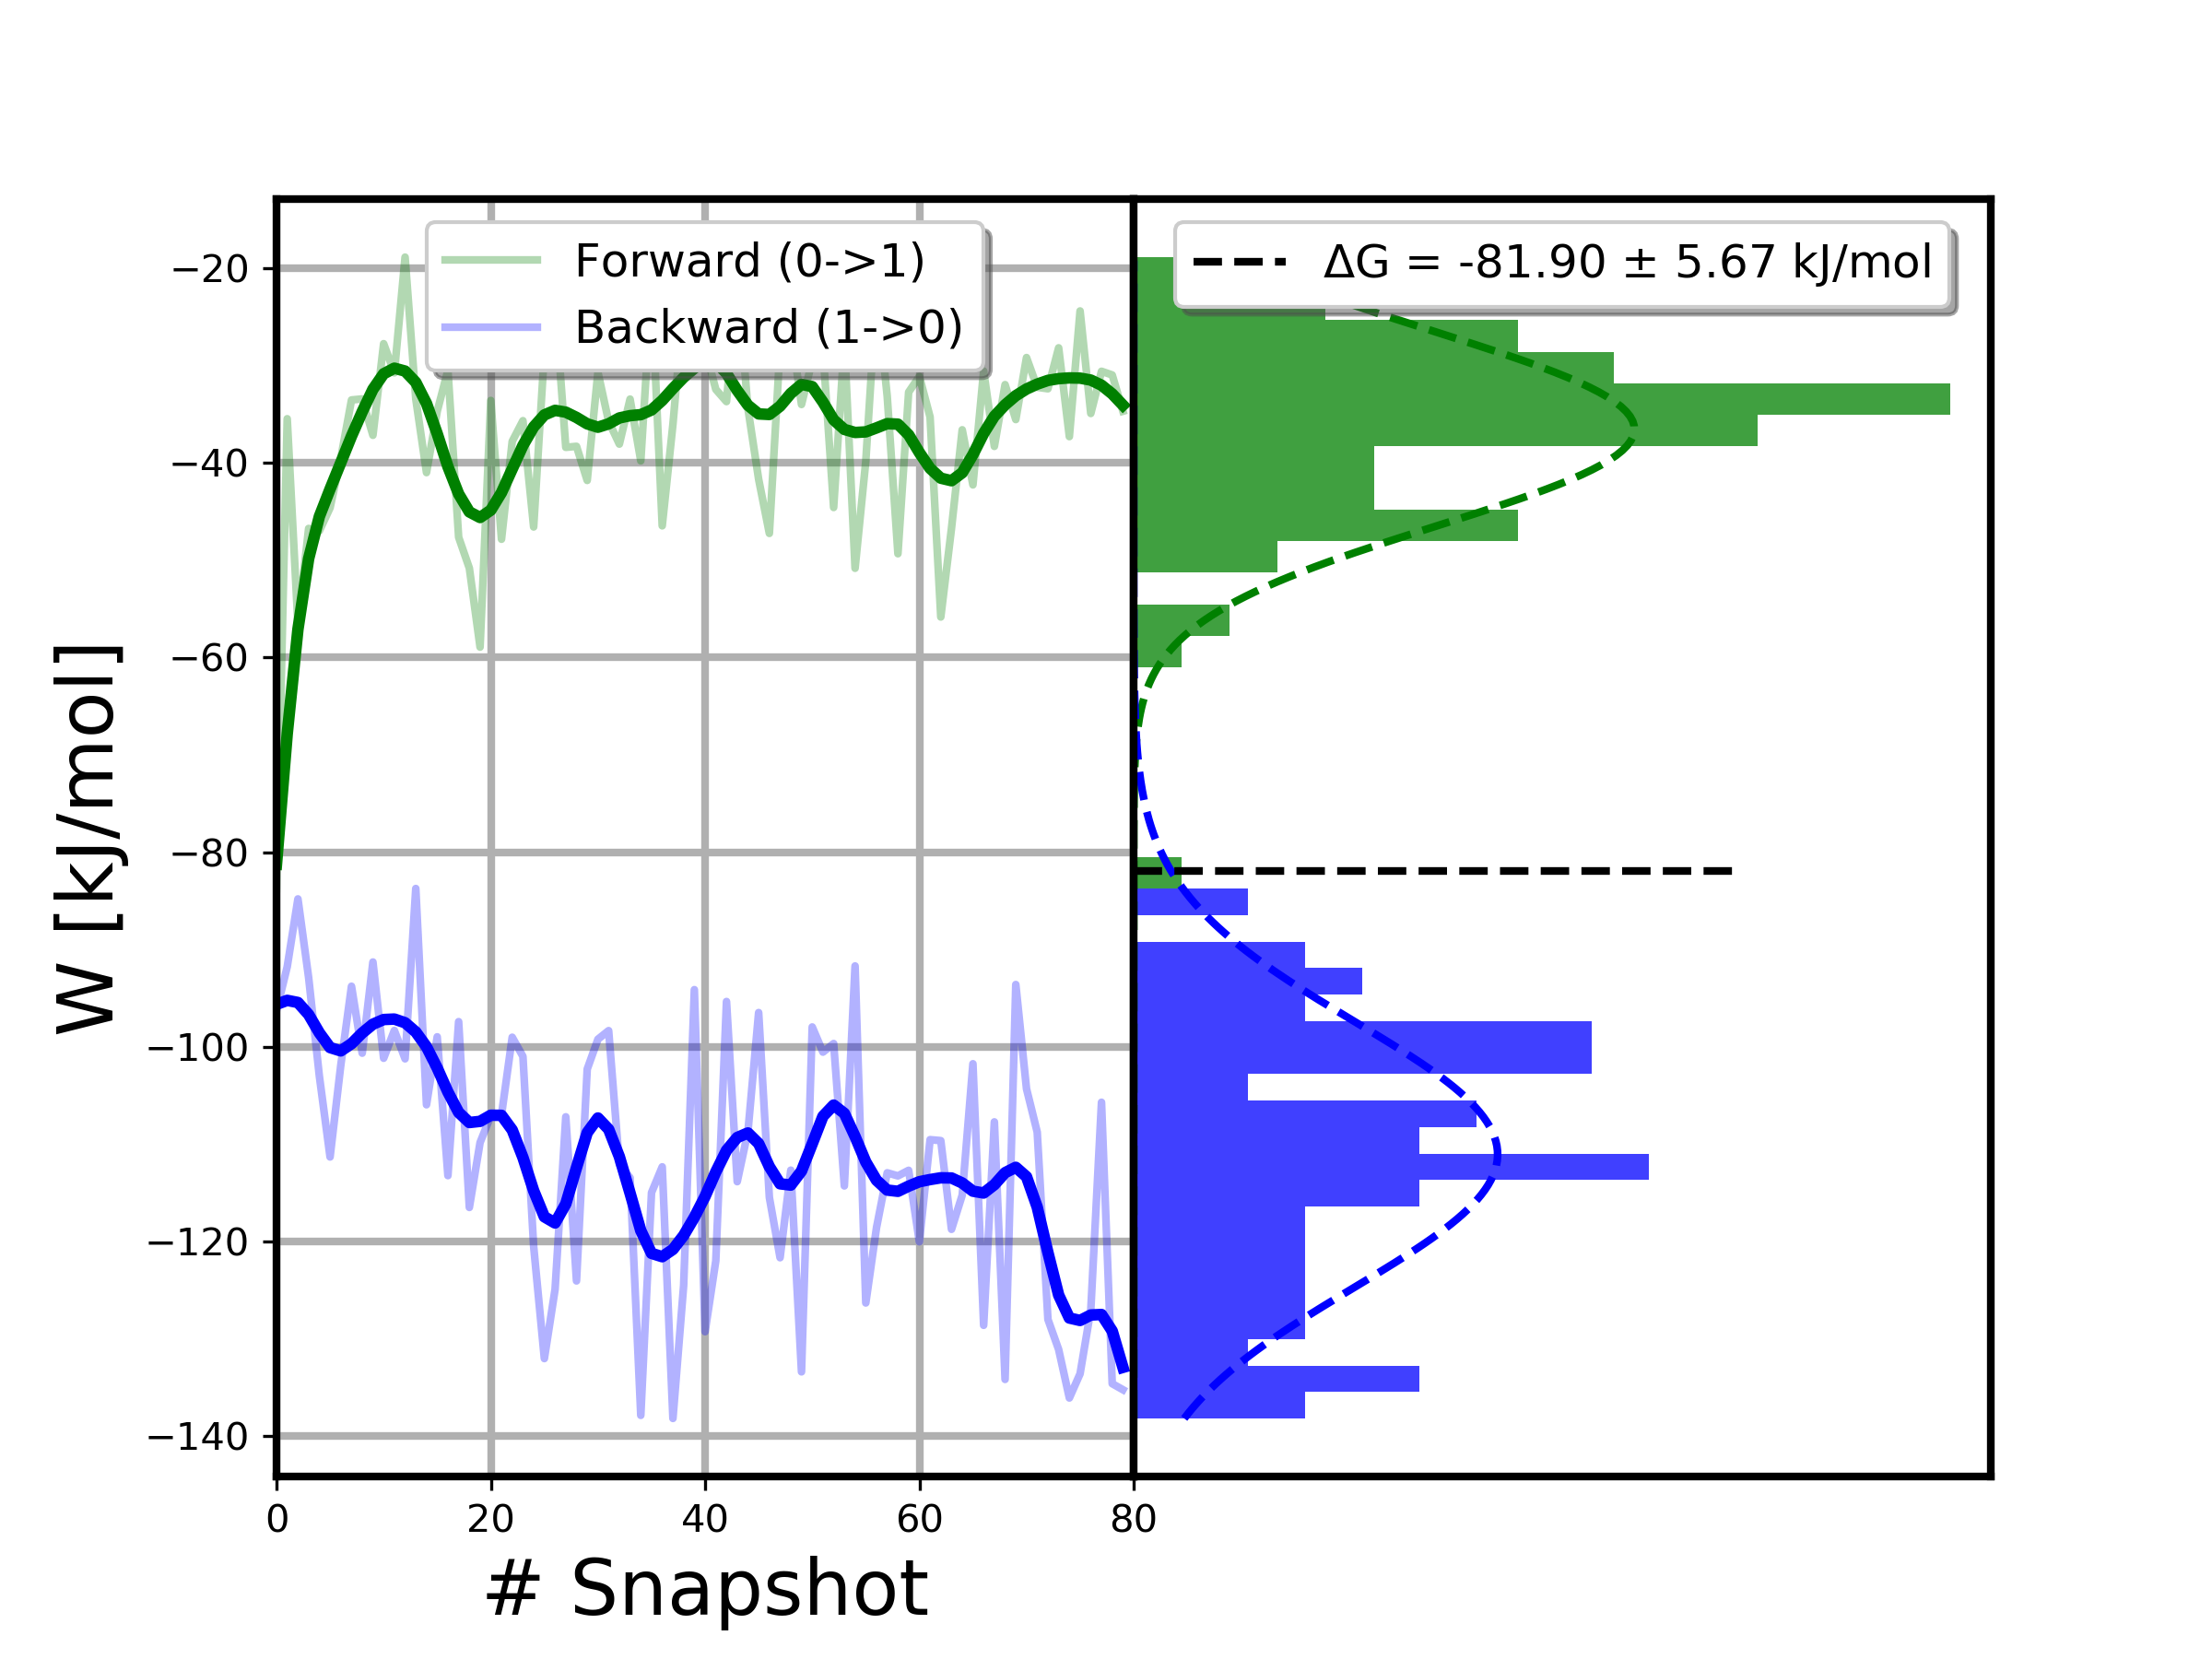 Forward (0->1)
Backward (1->0)
ΔG = -81.90 ± 5.67 kJ/mol
W [kJ/mol]
−20
−40
−60
−80
−100
−120
−140
0 20 40 60 80
# Snapshot